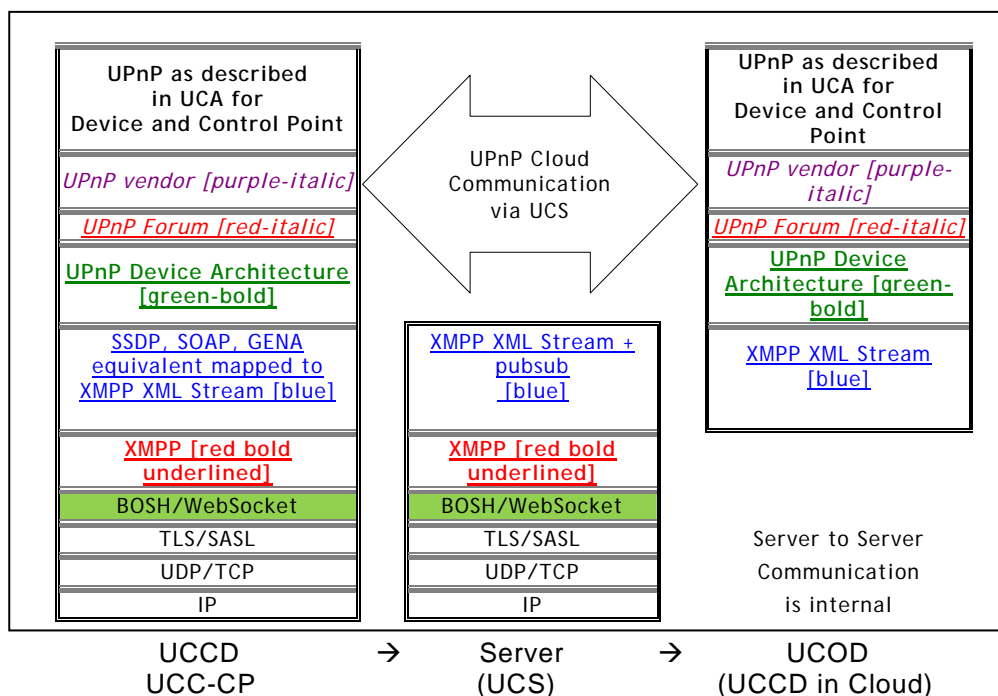 UPnP as described
in UCA for
Device and Control Point
UPnP vendor [purple-italic]
UPnP Forum [red-italic]
UPnP Device Architecture
[green-bold]
SSDP, SOAP, GENA
equivalent mapped to
XMPP XML Stream [blue]
XMPP [red bold
underlined]
BOSH/WebSocket
TLS/SASL
UDP/TCP
IP
UPnP Cloud
Communication
via UCS
XMPP XML Stream +
pubsub
[blue]
XMPP [red bold
underlined]
BOSH/WebSocket
TLS/SASL
UDP/TCP
IP
UPnP as described
in UCA for
Device and Control
Point
UPnP vendor [purple-
italic]
UPnP Forum [red-italic]
UPnP Device
Architecture [green-
bold]
XMPP XML Stream
[blue]
Server to Server
Communication
is internal
UCCD → Server → UCOD
UCC-CP (UCS) (UCCD in Cloud)